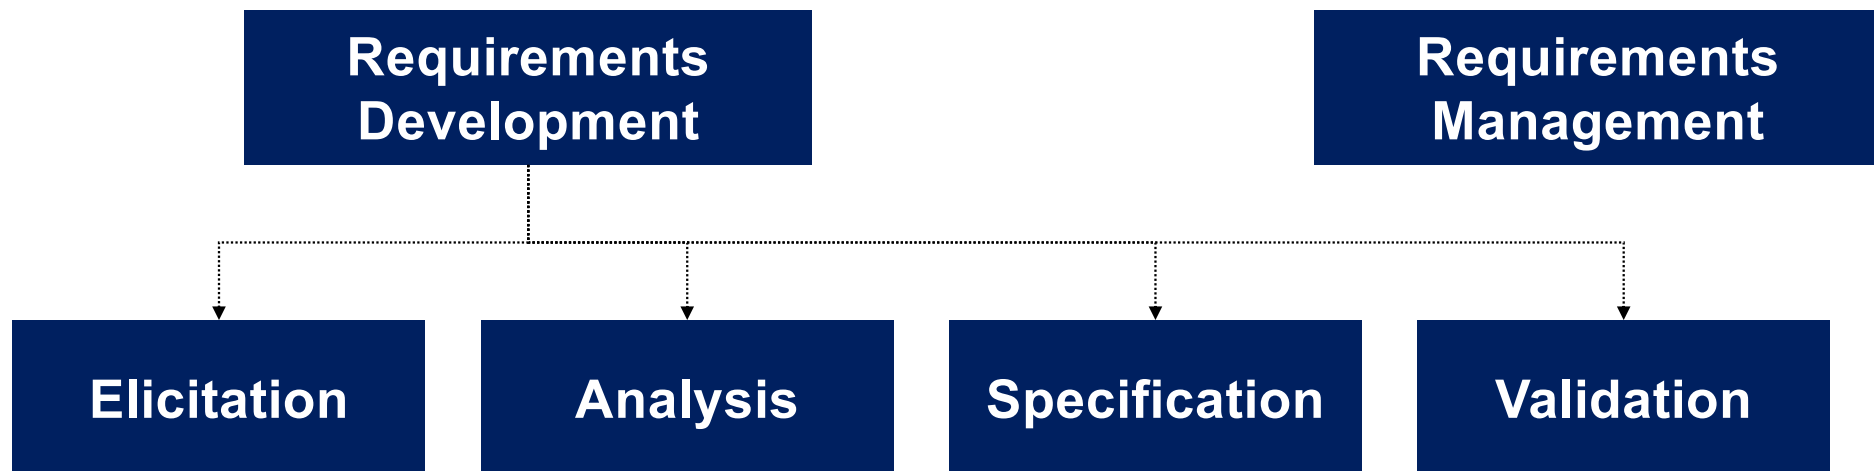 Requirements
Development
Requirements
Management
Elicitation
Analysis
Specification
Validation